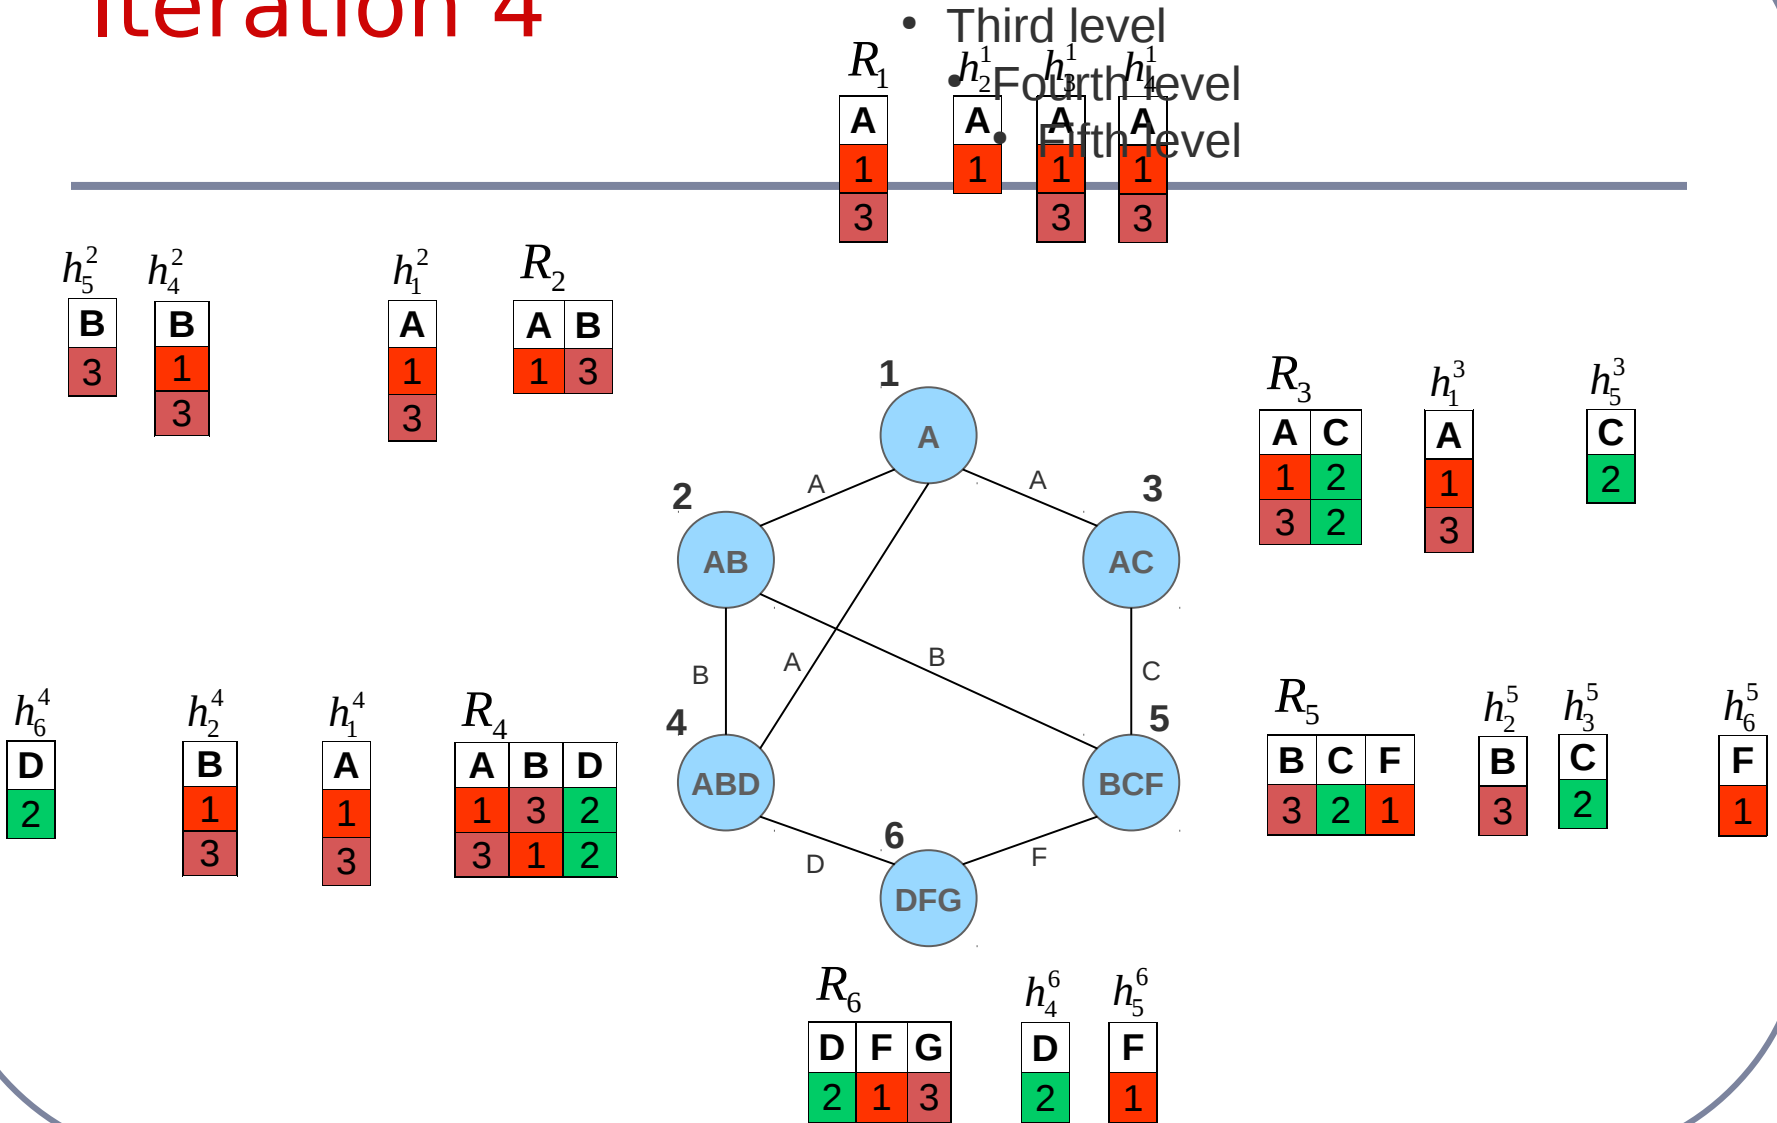 Iteration 4
• Third level
• Fourth level
• Fifth level
R1 h12 h13 h14
A A A A
1 1 1 1
3 3 3
h25 h24 h21 R2
B B A A B
3 1 1 1 3
3 3
R3 h31 h35
A C A C
1 2 1 2
3 2 3
1
A
A A
2 3
AB AC
B A B C
4 5
ABD BCF
6
D F
DFG
h46 h42 h41 R4
D B A A B D
2 1 1 1 3 2
3 3 3 1 2
R5 h52 h53 h56
B C F B C F
3 2 1 3 2 1
R6 h64 h65
D F G D F
2 1 3 2 1